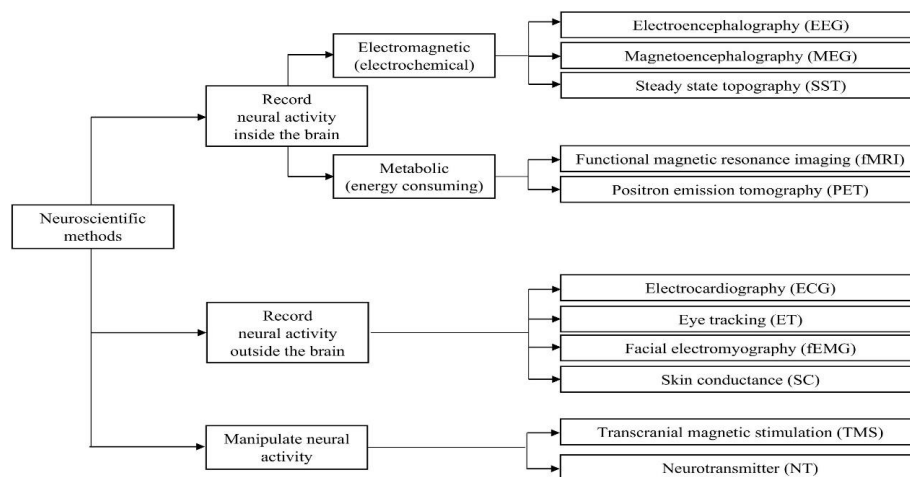 Neuroscientific
methods
Record
neural activity
inside the brain
Electromagnetic
(electrochemical)
Electroencephalography (EEG)
Magnetoencephalography (MEG)
Steady state topography (SST)
Metabolic
(energy consuming)
Functional magnetic resonance imaging (fMRI)
Positron emission tomography (PET)
Record
neural activity
outside the brain
Electrocardiography (ECG)
Eye tracking (ET)
Facial electromyography (fEMG)
Skin conductance (SC)
Manipulate neural
activity
Transcranial magnetic stimulation (TMS)
Neurotransmitter (NT)